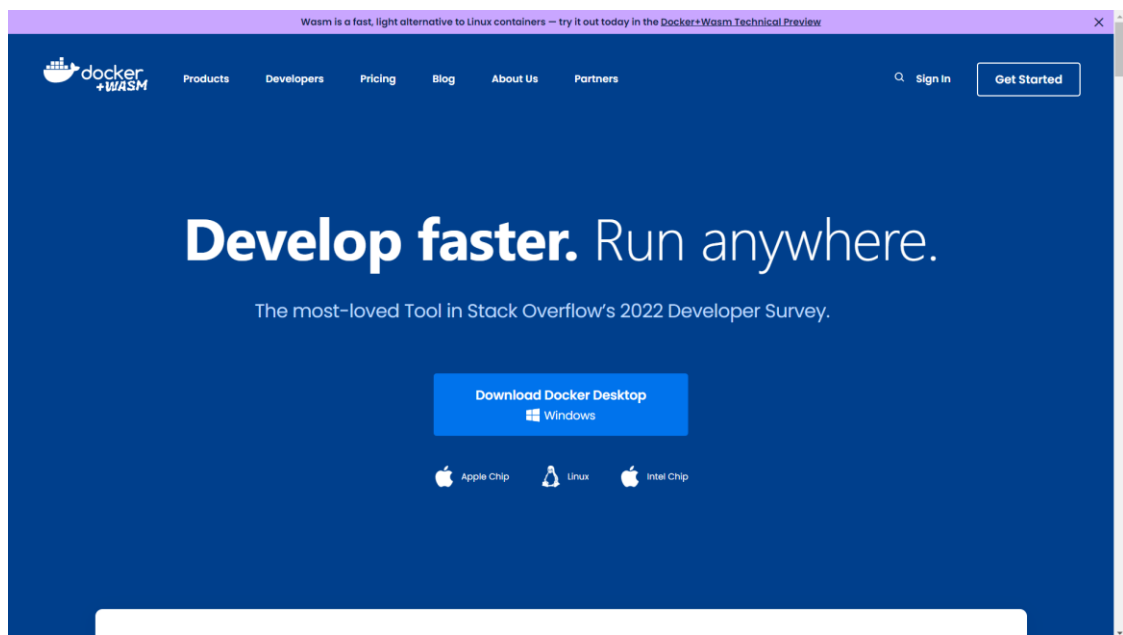 Wasm is a fast, light alternative to Linux containers — try it out today in the Docker+Wasm Technical Preview
docker
+WASM
Products Developers Pricing Blog About Us Partners Sign In Get Started
Develop faster. Run anywhere.
The most-loved Tool in Stack Overflow’s 2022 Developer Survey.
Download Docker Desktop
Windows
Apple Chip Linux Intel Chip